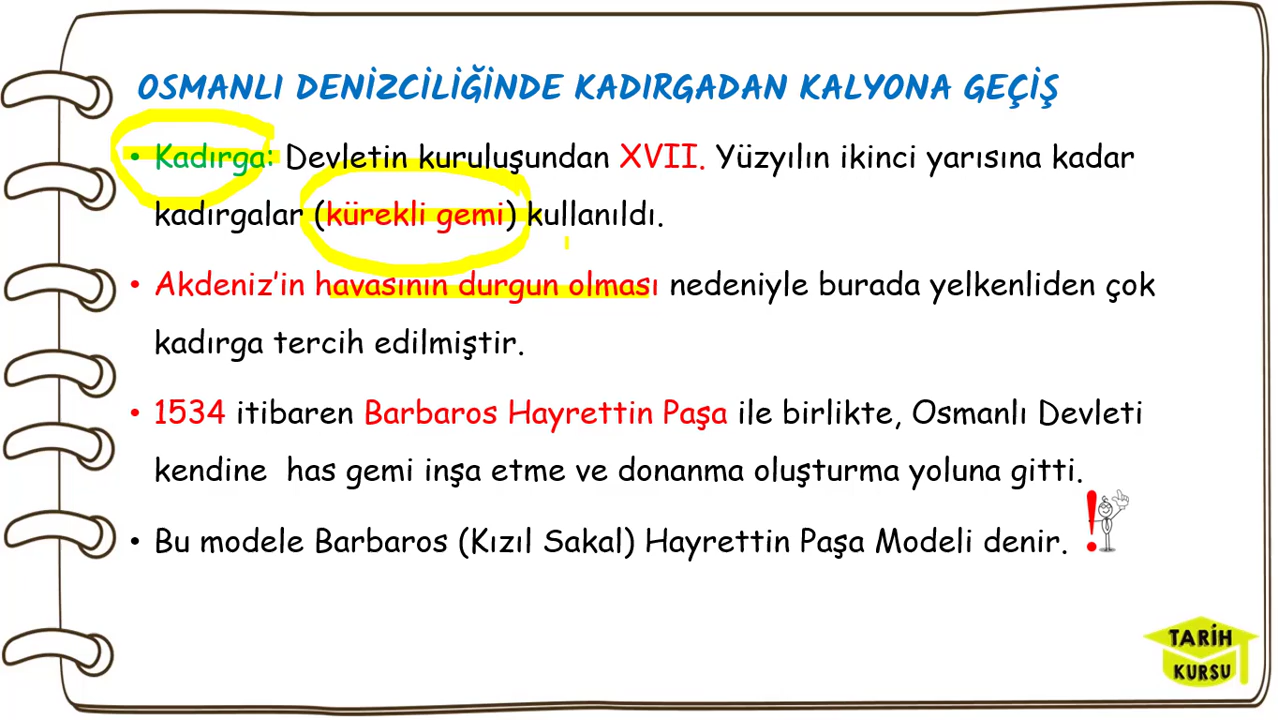 OSMANLI DENİZCİLİĞİNDE KADIRGADAN KALYONA GEÇİŞ
• Kadırga: Devletin kuruluşundan XVII. Yüzyılın ikinci yarısına kadar
kadırgalar (kürekli gemi) kullanıldı.
• Akdeniz’in havasının durgun olması nedeniyle burada yelkenliden çok
kadırga tercih edilmiştir.
• 1534 itibaren Barbaros Hayrettin Paşa ile birlikte, Osmanlı Devleti
kendine has gemi inşa etme ve donanma oluşturma yoluna gitti.
• Bu modele Barbaros (Kızıl Sakal) Hayrettin Paşa Modeli denir.
TARİH
KURSU